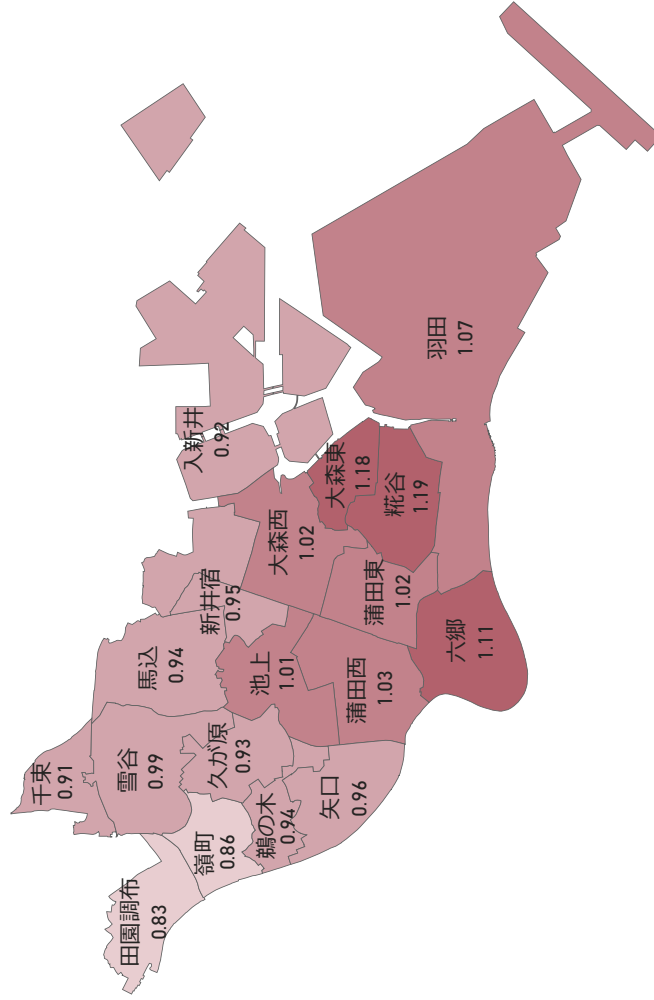 田園調布
0.83
嶺町
0.86
鵜の木
0.94
千束
0.91
雪谷
0.99
久が原
0.93
矢口
0.96
馬込
0.94
池上
1.01
蒲田西
1.03
新井宿
0.95
大森西
1.02
蒲田東
1.02
六郷
1.11
入新井
0.92
大森東
1.18
糀谷
1.19
羽田
1.07